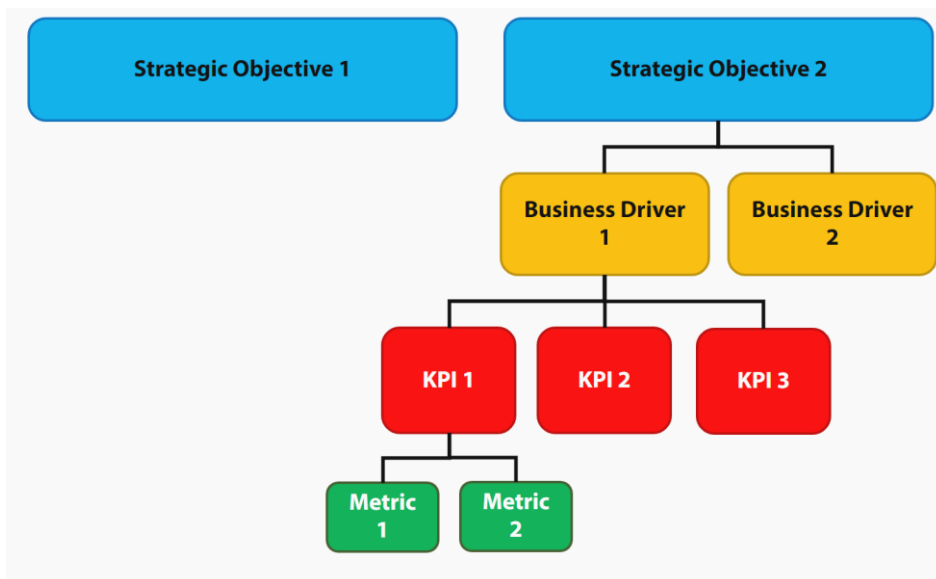 Strategic Objective 1
Strategic Objective 2
Business Driver
1
Business Driver
2
KPI 1
KPI 2
KPI 3
Metric
1
Metric
2